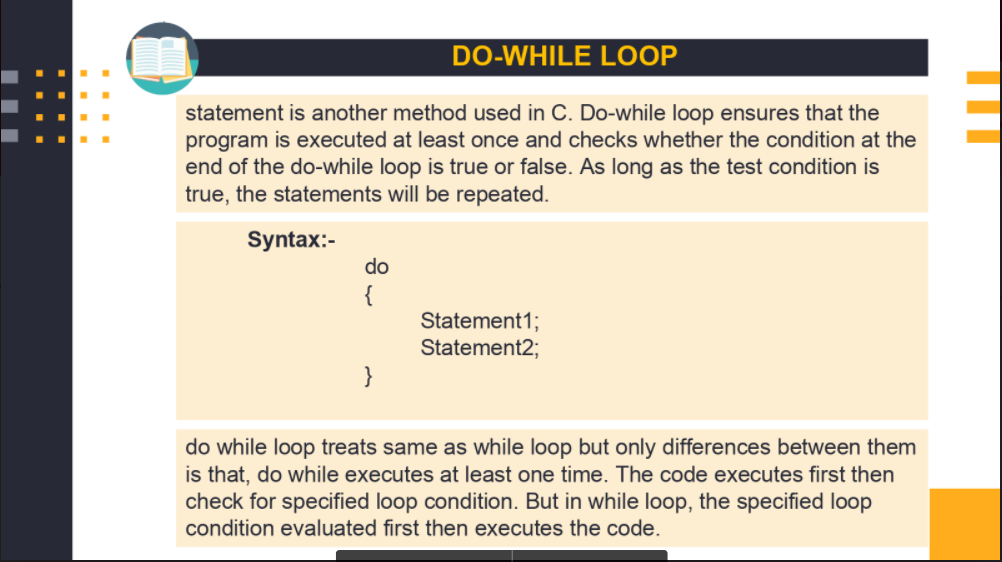 DO-WHILE LOOP
statement is another method used in C. Do-while loop ensures that the
program is executed at least once and checks whether the condition at the
end of the do-while loop is true or false. As long as the test condition is
true, the statements will be repeated.
Syntax:-
do
{
Statement1;
Statement2;
}
do while loop treats same as while loop but only differences between them
is that, do while executes at least one time. The code executes first then
check for specified loop condition. But in while loop, the specified loop
condition evaluated first then executes the code.